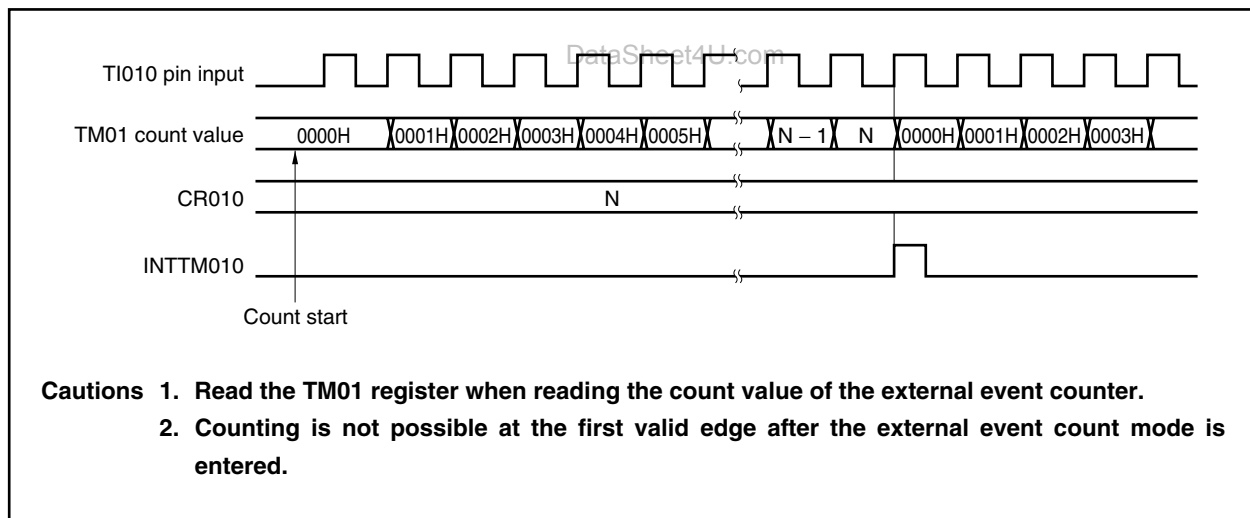 DataSheet4U.com
TI010 pin input
TM01 count value 0000H 0001H 0002H 0003H 0004H 0005H N − 1 N 0000H 0001H 0002H 0003H
CR010 N
INTTM010
Count start
Cautions 1. Read the TM01 register when reading the count value of the external event counter.
2. Counting is not possible at the first valid edge after the external event count mode is
entered.